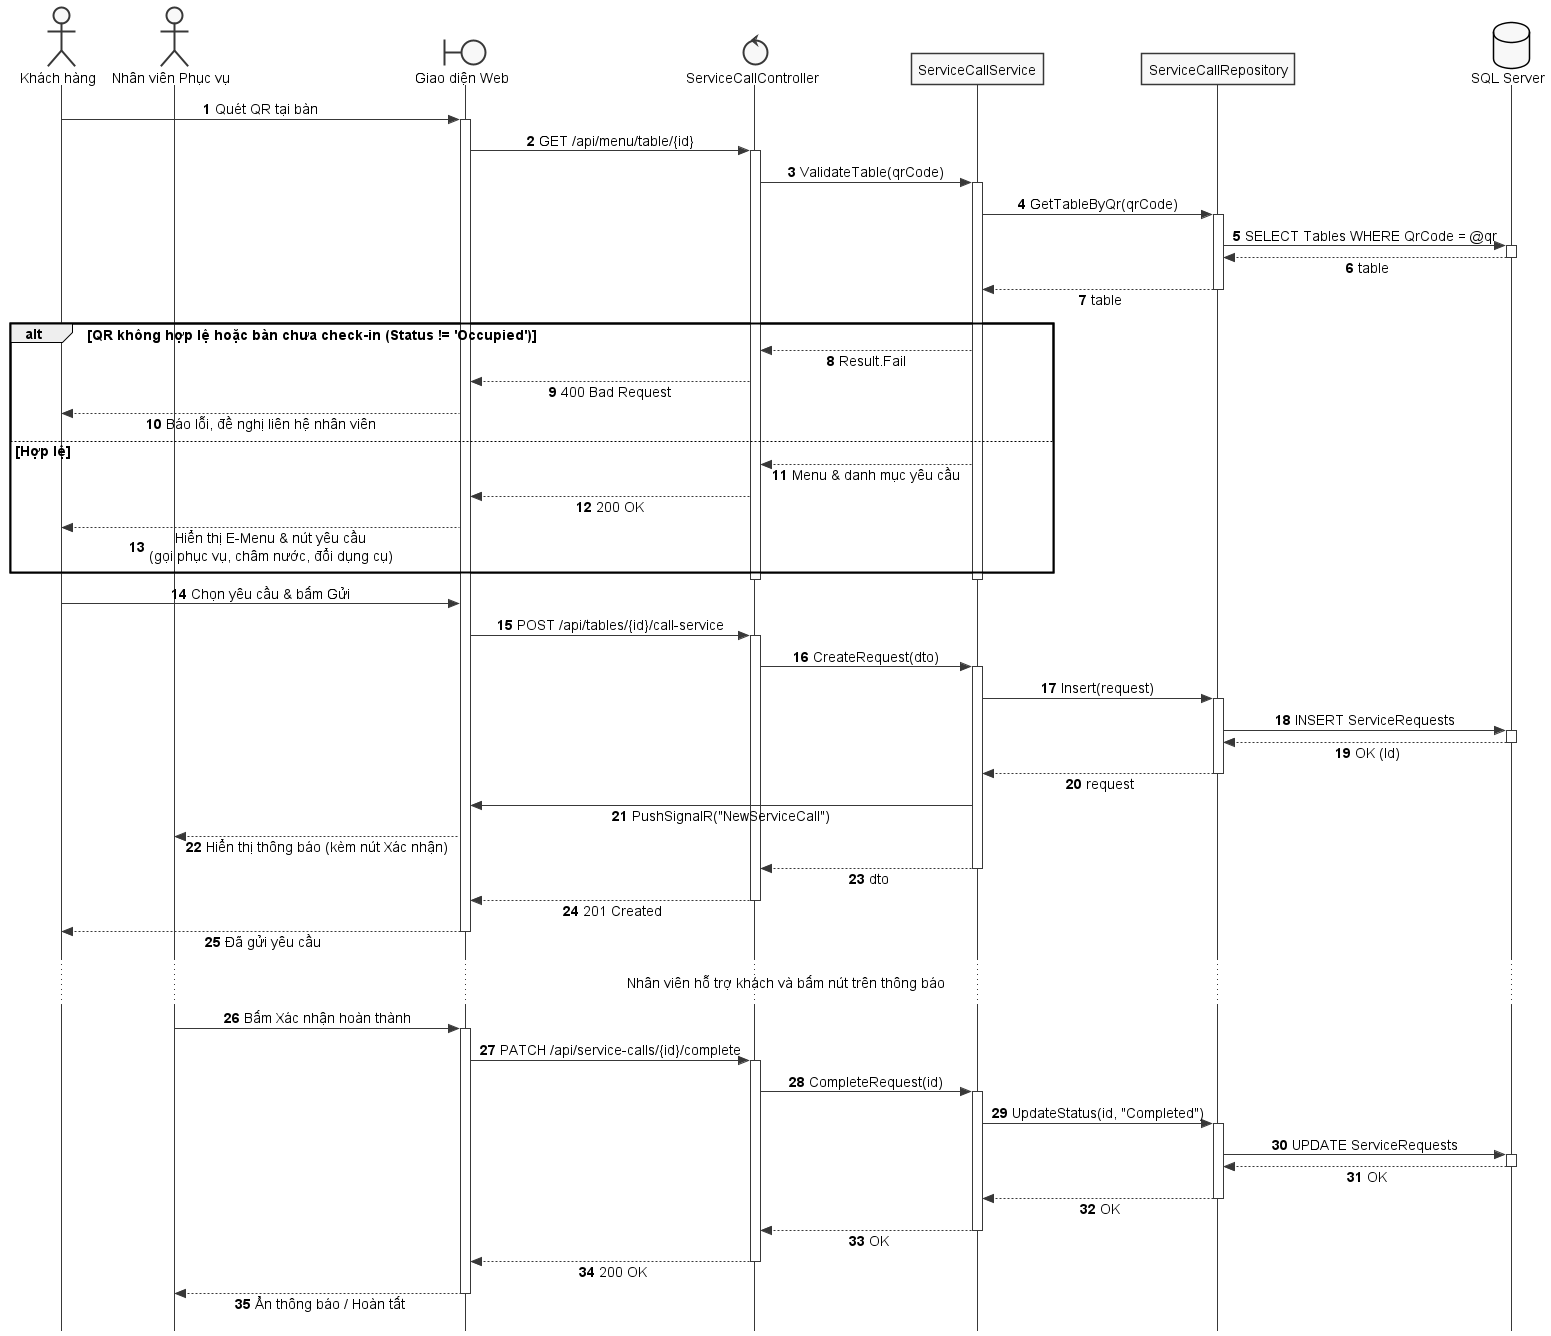 Khách hàng
Nhân viên Phục vụ
Giao diện Web
ServiceCallController
ServiceCallService
ServiceCallRepository
SQL Server
1 Quét QR tại bàn
2 GET /api/menu/table/{id}
3 ValidateTable(qrCode)
4 GetTableByQr(qrCode)
5 SELECT Tables WHERE QrCode = @qr
6 table
7 table
alt [QR không hợp lệ hoặc bàn chưa check-in (Status != 'Occupied')]
8 Result.Fail
9 400 Bad Request
10 Báo lỗi, đề nghị liên hệ nhân viên
[Hợp lệ]
11 Menu & danh mục yêu cầu
12 200 OK
13 Hiển thị E-Menu & nút yêu cầu
(gọi phục vụ, châm nước, đổi dụng cụ)
14 Chọn yêu cầu & bấm Gửi
15 POST /api/tables/{id}/call-service
16 CreateRequest(dto)
17 Insert(request)
18 INSERT ServiceRequests
19 OK (Id)
20 request
21 PushSignalR("NewServiceCall")
22 Hiển thị thông báo (kèm nút Xác nhận)
23 dto
24 201 Created
25 Đã gửi yêu cầu
Nhân viên hỗ trợ khách và bấm nút trên thông báo
26 Bấm Xác nhận hoàn thành
27 PATCH /api/service-calls/{id}/complete
28 CompleteRequest(id)
29 UpdateStatus(id, "Completed")
30 UPDATE ServiceRequests
31 OK
32 OK
33 OK
34 200 OK
35 Ẩn thông báo / Hoàn tất